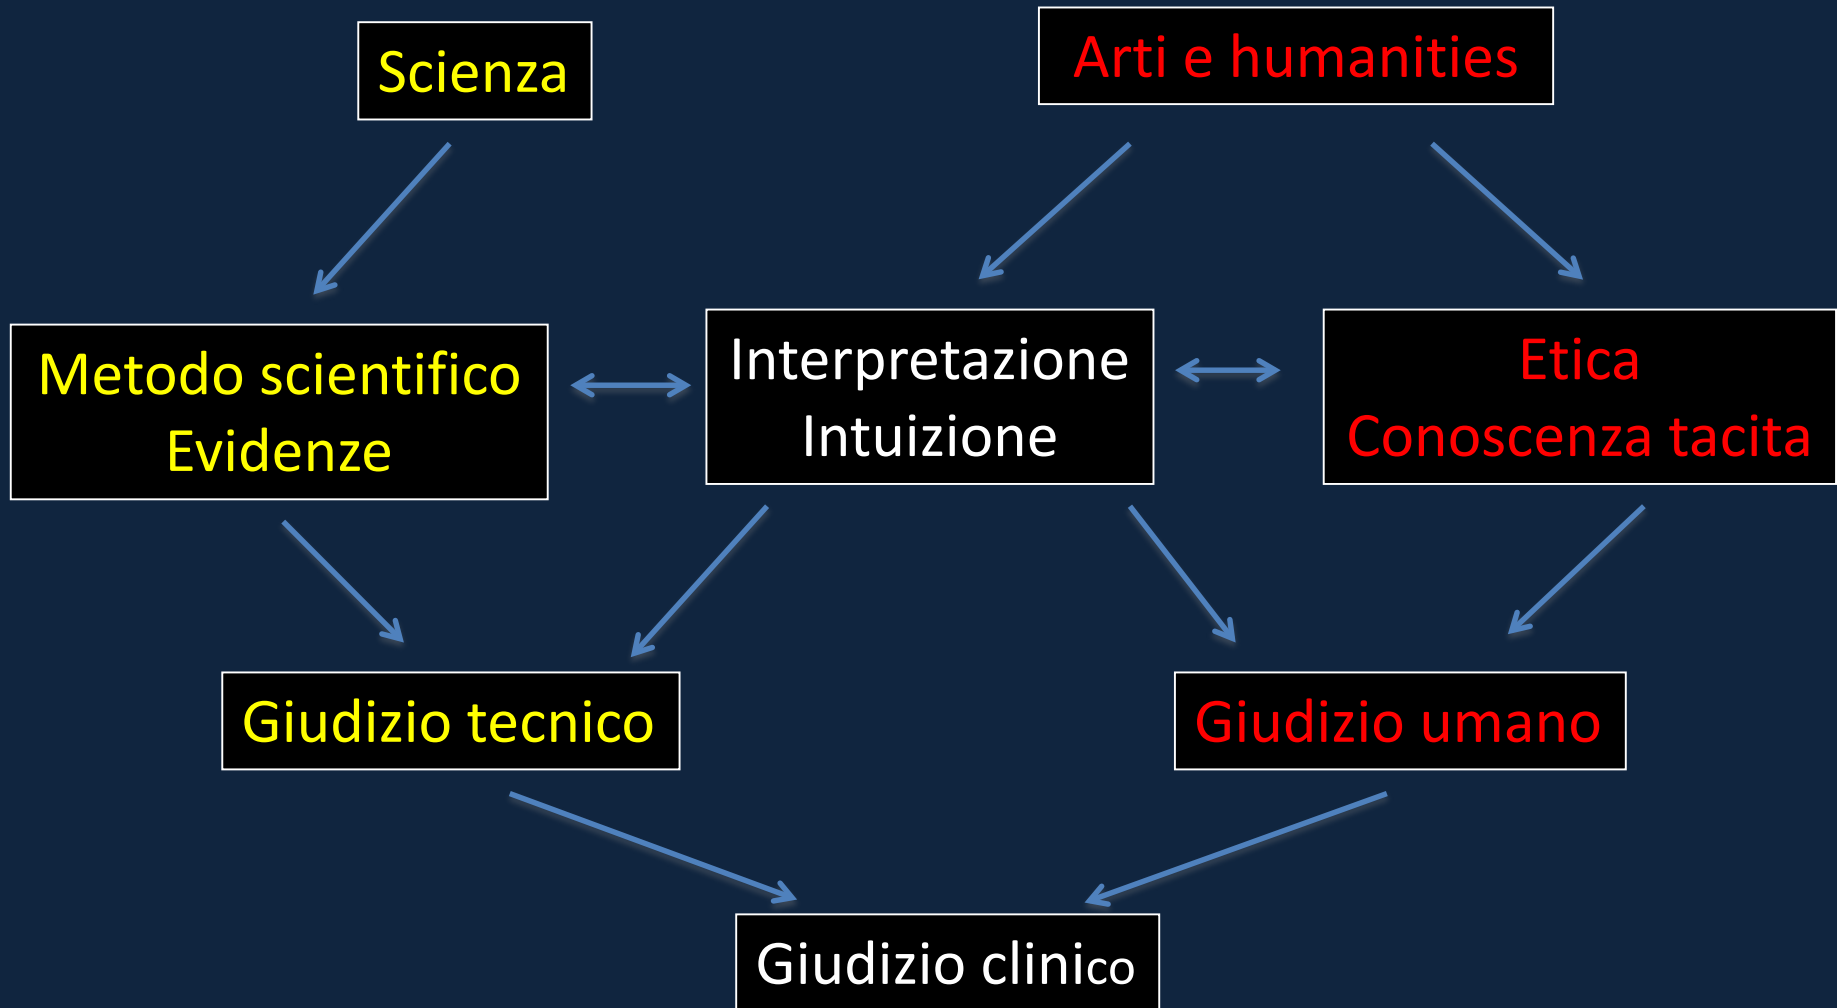 Scienza
Arti e humanities
Metodo scientifico
Evidenze
Interpretazione
Intuizione
Etica
Conoscenza tacita
Giudizio tecnico
Giudizio umano
Giudizio clinico